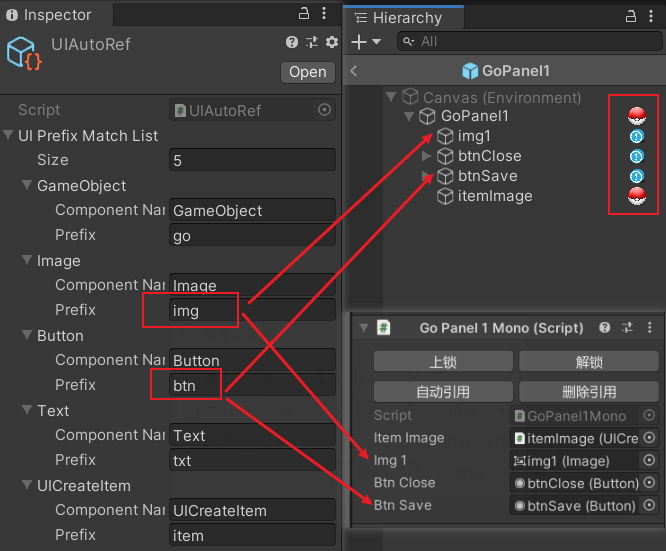 Inspector
UIAutoRef
Open
Script
UIAutoRef
UI Prefix Match List
Size
5
GameObject
Component Nar
GameObject
Prefix
go
Image
Component Nar
Image
Prefix
img
Button
Component Nar
Button
Prefix
btn
Text
Component Nar
Text
Prefix
txt
UICreateItem
Component Nar
UICreateItem
Prefix
item
Hierarchy
All
GoPanel1
Canvas (Environment)
GoPanel1
img1
btnClose
btnSave
itemImage
Go Panel 1 Mono (Script)
上锁
解锁
自动引用
删除引用
Script
GoPanel1Mono
Item Image
itemImage (UICre
Img 1
img1 (Image)
Btn Close
btnClose (Button)
Btn Save
btnSave (Button)